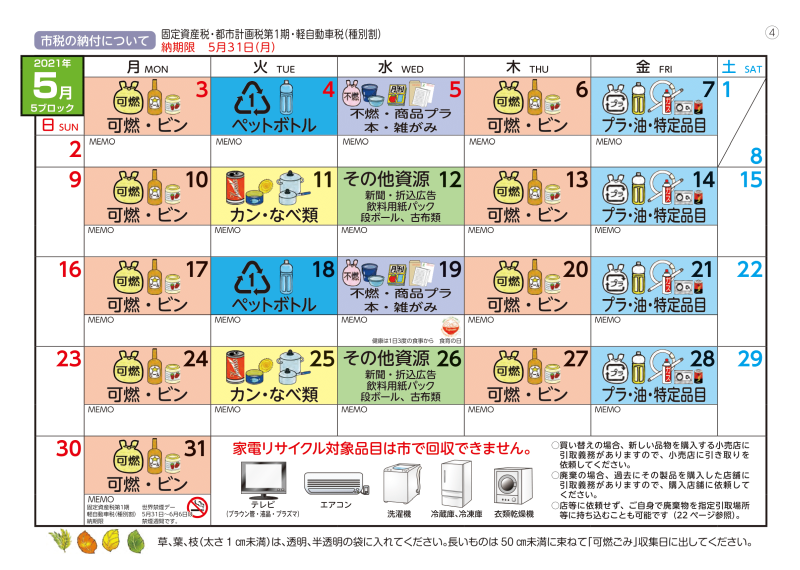 市税の納付について
固定資産税・都市計画税第1期・軽自動車税(種別割)
納期限 5月31日(月)
④
2021年
5月
5ブロック
日 SUN
月 MON
火 TUE
水 WED
木 THU
金 FRI
土 SAT
可燃
3
可燃・ビン
1
4
ペットボトル
不燃
5
不燃・商品プラ
本・雑がみ
可燃
6
可燃・ビン
プラ
7
プラ・油・特定品目
1
2
MEMO
MEMO
MEMO
MEMO
MEMO
8
9
可燃
10
可燃・ビン
11
カン・なべ類
その他資源 12
新聞・折込広告
飲料用紙パック
段ボール、古布類
可燃
13
可燃・ビン
プラ
14
プラ・油・特定品目
15
MEMO
MEMO
MEMO
MEMO
MEMO
16
可燃
17
可燃・ビン
1
18
ペットボトル
不燃
19
不燃・商品プラ
本・雑がみ
可燃
20
可燃・ビン
プラ
21
プラ・油・特定品目
22
MEMO
MEMO
MEMO
健康は1日3度の食事から 食育の日
MEMO
MEMO
23
可燃
24
可燃・ビン
25
カン・なべ類
その他資源 26
新聞・折込広告
飲料用紙パック
段ボール、古布類
可燃
27
可燃・ビン
プラ
28
プラ・油・特定品目
29
MEMO
MEMO
MEMO
MEMO
MEMO
30
可燃
31
可燃・ビン
MEMO
固定資産税第1期
軽自動車税(種別割)
納期限
世界禁煙デー
5月31日〜6月6日
禁煙週間です。
家電リサイクル対象品目は市で回収できません。
テレビ
(ブラウン管・液晶・プラズマ)
エアコン
洗濯機
冷蔵庫、冷凍庫
衣類乾燥機
○買い替えの場合、新しい品物を購入する小売店に
引取義務がありますので、小売店に引き取りを
依頼してください。
○廃棄の場合、過去にその製品を購入した店舗に
引取義務がありますので、購入店舗に依頼して
ください。
○店等に依頼せず、ご自身で廃棄物を指定引取場所
等に持ち込むことも可能です(22ページ参照)。
草、葉、枝(太さ1cm未満)は、透明、半透明の袋に入れてください。長いものは50cm未満に束ねて「可燃ごみ」収集日に出してください。